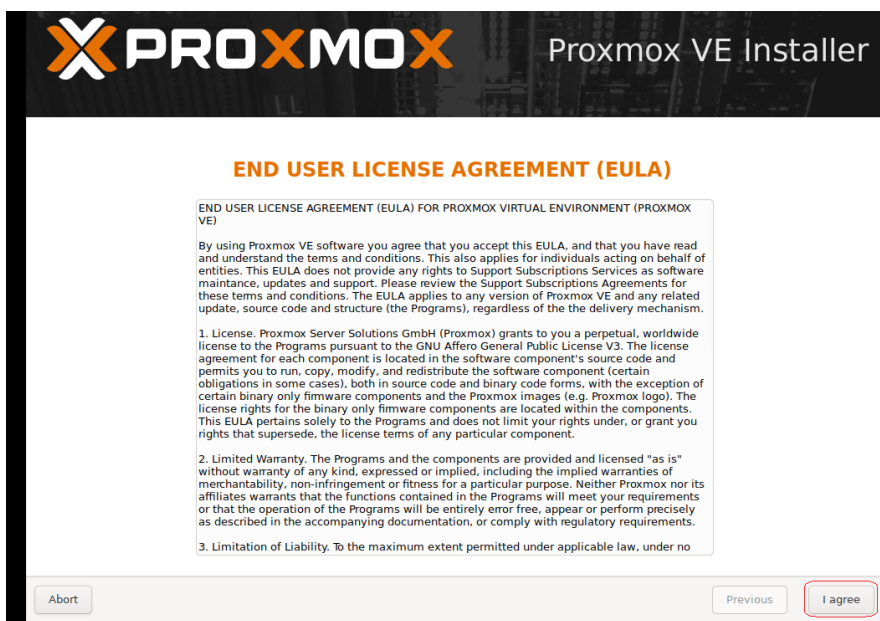 PROXMOX
Proxmox VE Installer
END USER LICENSE AGREEMENT (EULA)
END USER LICENSE AGREEMENT (EULA) FOR PROXMOX VIRTUAL ENVIRONMENT (PROXMOX
VE)
By using Proxmox VE software you agree that you accept this EULA, and that you have read
and understand the terms and conditions. This also applies for individuals acting on behalf of
entities. This EULA does not provide any rights to Support Subscriptions Services as software
maintance, updates and support. Please review the Support Subscriptions Agreements for
these terms and conditions. The EULA applies to any version of Proxmox VE and any related
update, source code and structure (the Programs), regardless of the the delivery mechanism.
1. License. Proxmox Server Solutions GmbH (Proxmox) grants to you a perpetual, worldwide
license to the Programs pursuant to the GNU Affero General Public License V3. The license
agreement for each component is located in the software component's source code and
permits you to run, copy, modify, and redistribute the software component (certain
obligations in some cases), both in source code and binary code forms, with the exception of
certain binary only firmware components and the Proxmox images (e.g. Proxmox logo). The
license rights for the binary only firmware components are located within the components.
This EULA pertains solely to the Programs and does not limit your rights under, or grant you
rights that supersede, the license terms of any particular component.
2. Limited Warranty. The Programs and the components are provided and licensed "as is"
without warranty of any kind, expressed or implied, including the implied warranties of
merchantability, non-infringement or fitness for a particular purpose. Neither Proxmox nor its
affiliates warrants that the functions contained in the Programs will meet your requirements
or that the operation of the Programs will be entirely error free, appear or perform precisely
as described in the accompanying documentation, or comply with regulatory requirements.
3. Limitation of Liability. To the maximum extent permitted under applicable law, under no
Abort
Previous
I agree